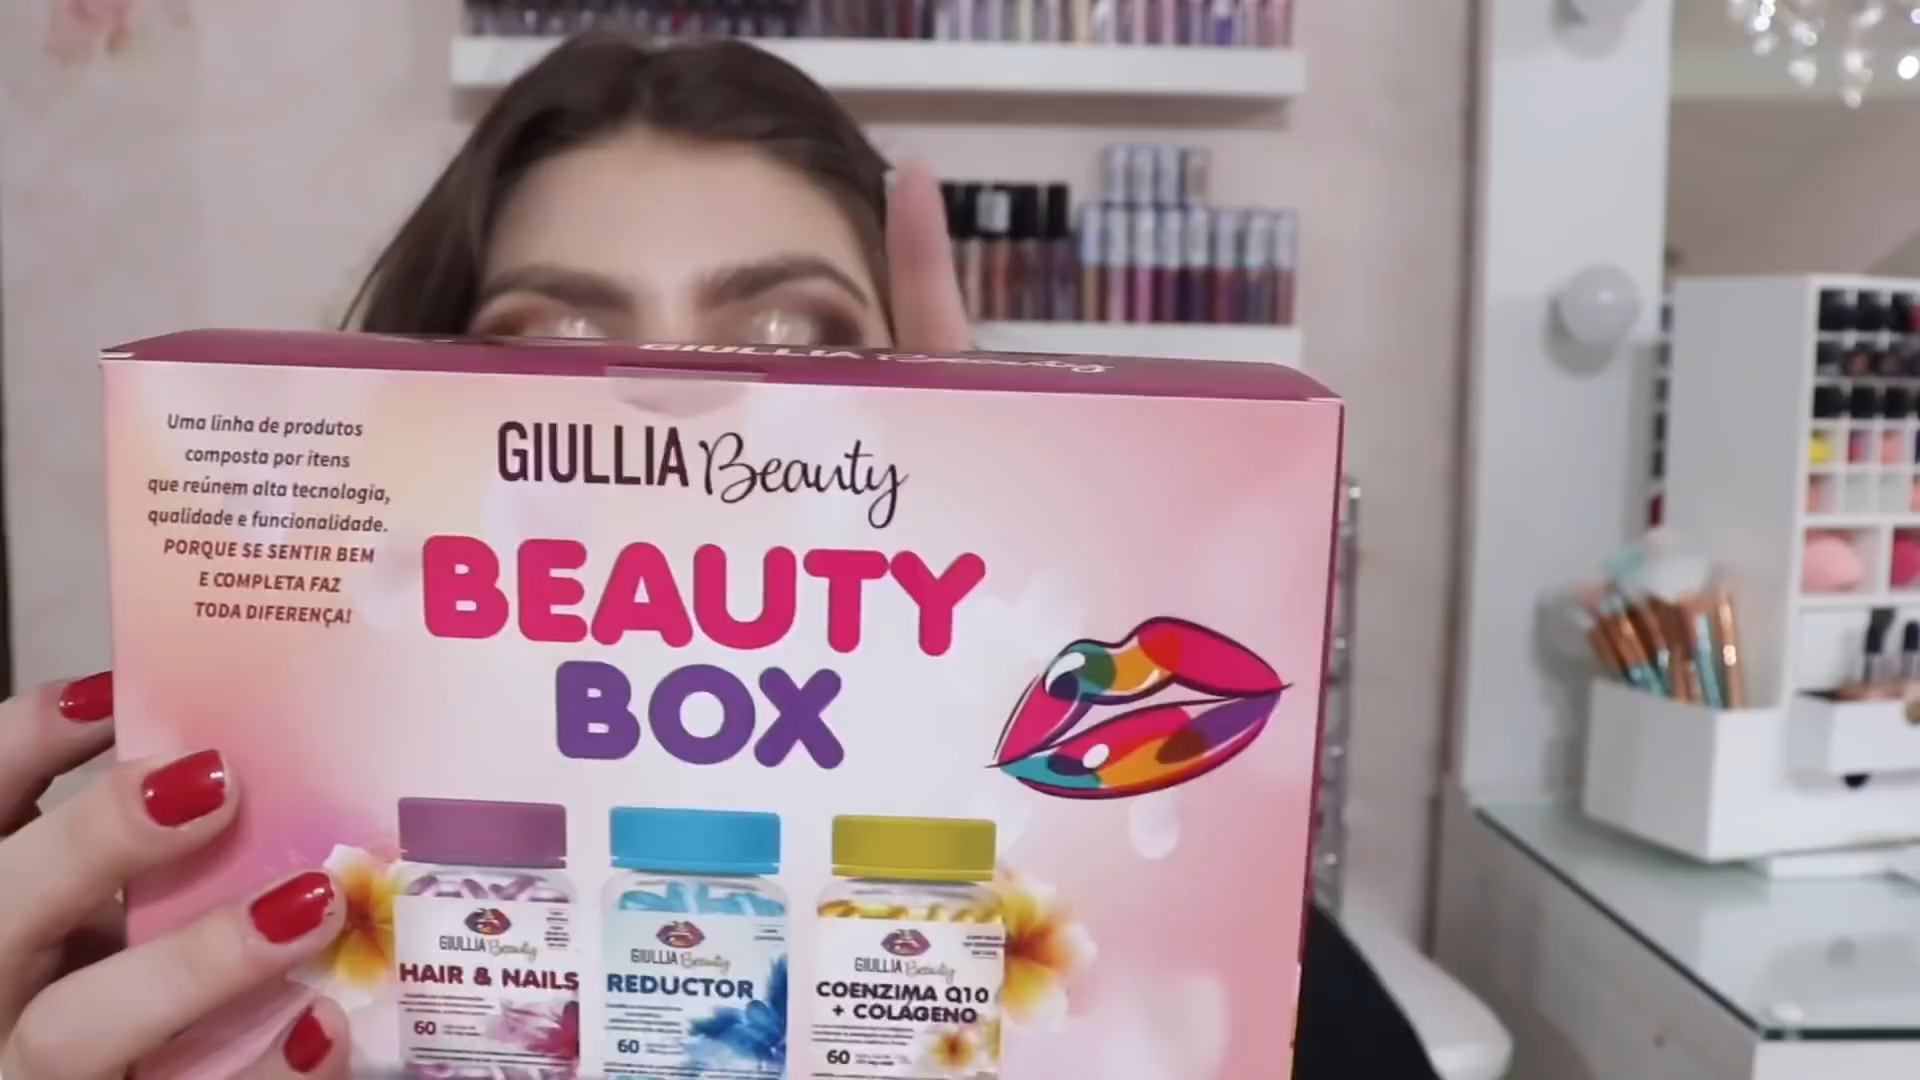 GIULLIA Beauty
Uma linha de produtos
composta por itens
que reúnem alta tecnologia,
qualidade e funcionalidade.
PORQUE SE SENTIR BEM
E COMPLETA FAZ
TODA DIFERENÇA!
GIULLIA Beauty
BEAUTY
BOX
GIULLIA Beauty
HAIR & NAILS
60
GIULLIA Beauty
REDUCTOR
60
GIULLIA Beauty
COENZIMA Q10
+ COLÁGENO
60